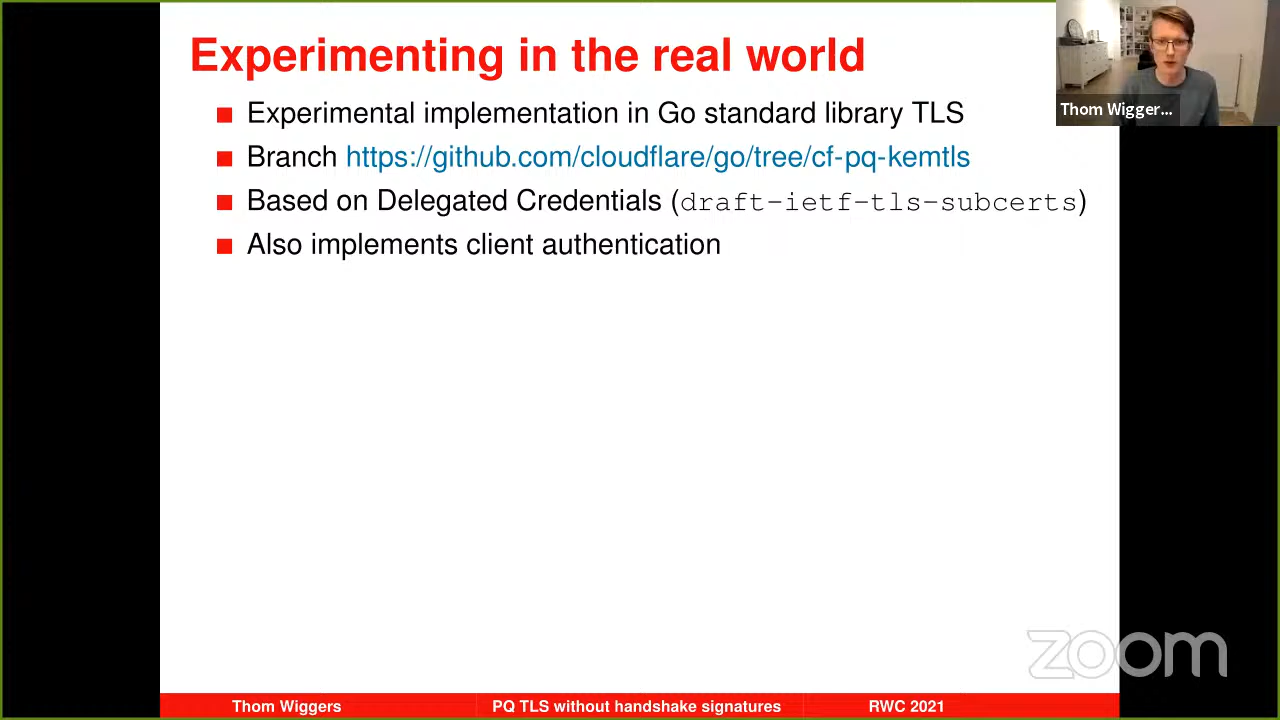 Experimenting in the real world
Thom Wigger...
Experimental implementation in Go standard library TLS
Branch https://github.com/cloudflare/go/tree/cf-pq-kemtls
Based on Delegated Credentials (draft-ietf-tls-subcerts)
Also implements client authentication
zoom
Thom Wiggers PQ TLS without handshake signatures RWC 2021